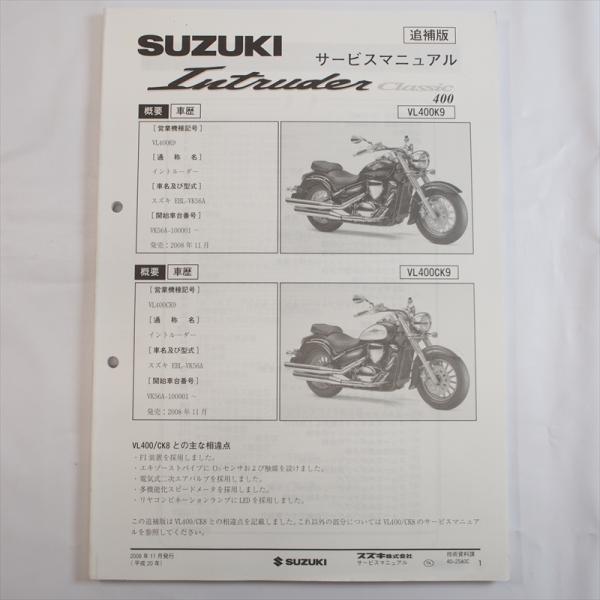 追補版
SUZUKI
サービスマニュアル
Intruder Classic
400
概要 車歴
VL400K9
[営業機種記号]
VL400K9
[通 称 名]
イントルーダー
[車名及び型式]
スズキ EBL-VK56A
[開始車台番号]
VK56A-100001～
発売：2008年11月
概要 車歴
VL400CK9
[営業機種記号]
VL400CK9
[通 称 名]
イントルーダー
[車名及び型式]
スズキ EBL-VK56A
[開始車台番号]
VK56A-100001～
発売：2008年11月
VL400/CK8 との主な相違点
・FI 装置を採用しました。
・エキゾーストパイプに O₂センサおよび触媒を設けました。
・電気式二次エアバルブを採用しました。
・多機能化スピードメータを採用しました。
・リヤコンビネーションランプにLEDを採用しました。
この追補版はVL400/CK8 との相違点を記載しました。これ以外の部分については VL400/CK8 のサービスマニュア
ルを参照してください。
2008年11月発行
(平成20年)
SUZUKI
スズキ株式会社
サービスマニュアル
技術資料課
40-25A0C
1